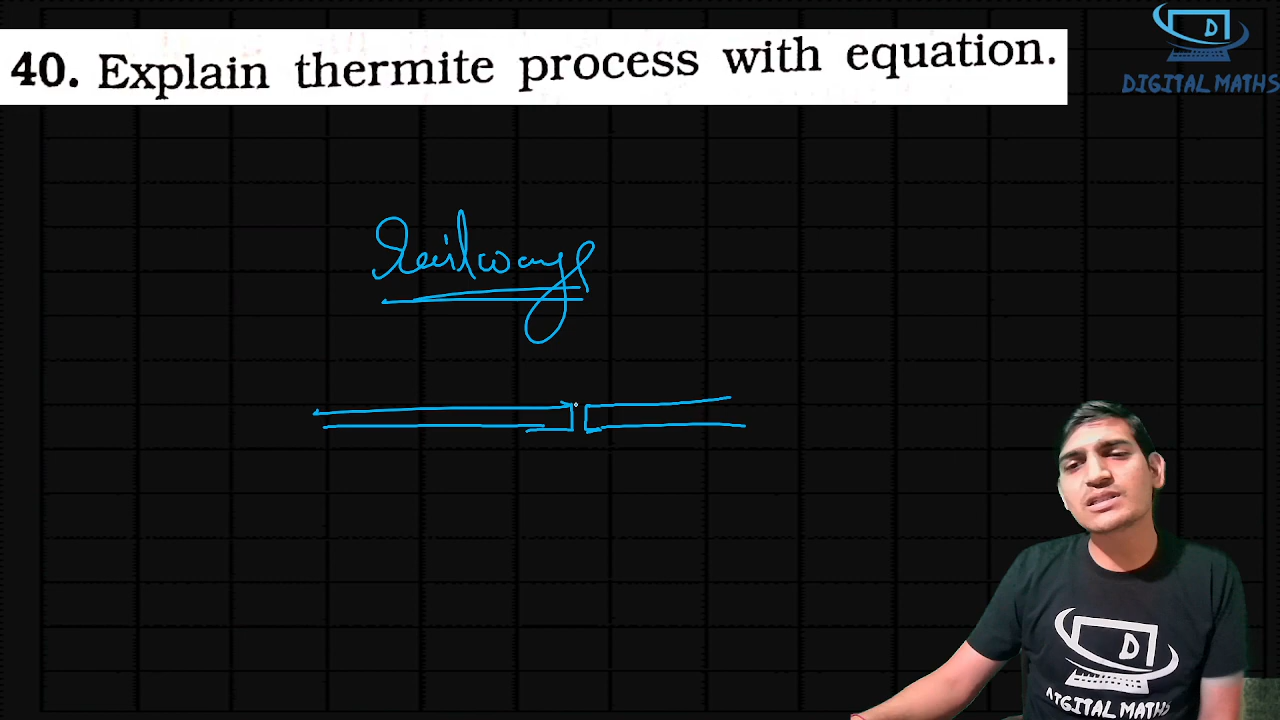 40. Explain thermite process with equation.
D
DIGITAL MATHS
Railways
D
DIGITAL MATHS